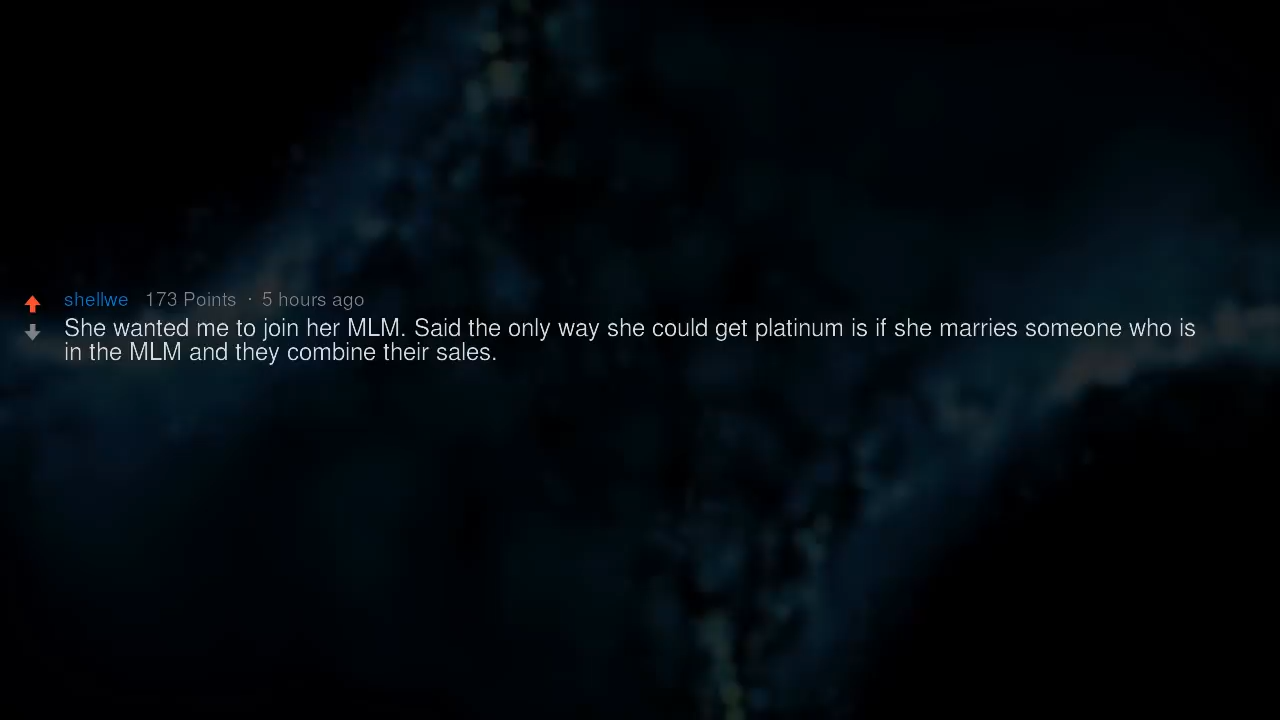 shellwe 173 Points · 5 hours ago
She wanted me to join her MLM. Said the only way she could get platinum is if she marries someone who is
in the MLM and they combine their sales.